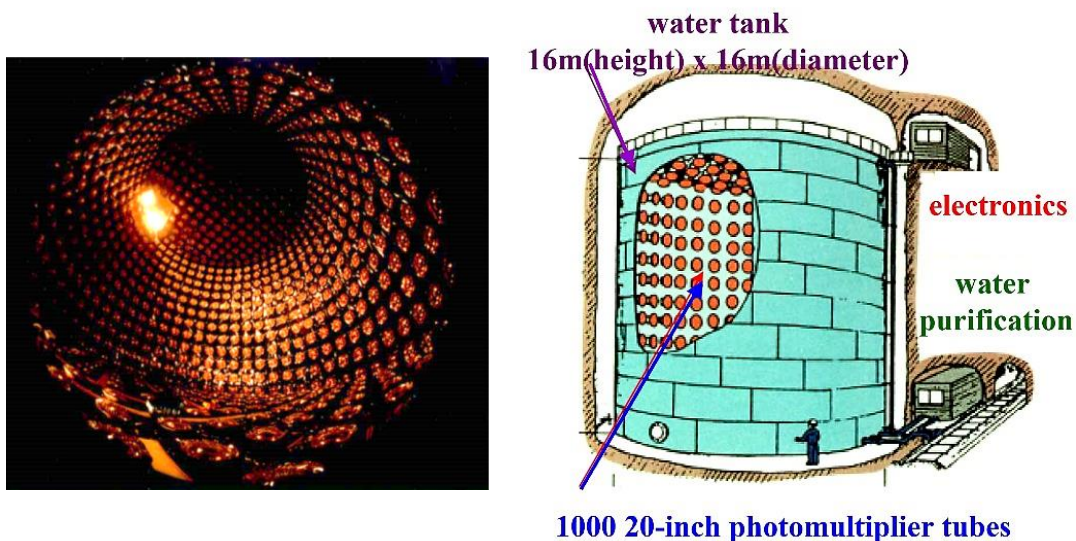 water tank
16m(height) x 16m(diameter)
electronics
water
purification
1000 20-inch photomultiplier tubes